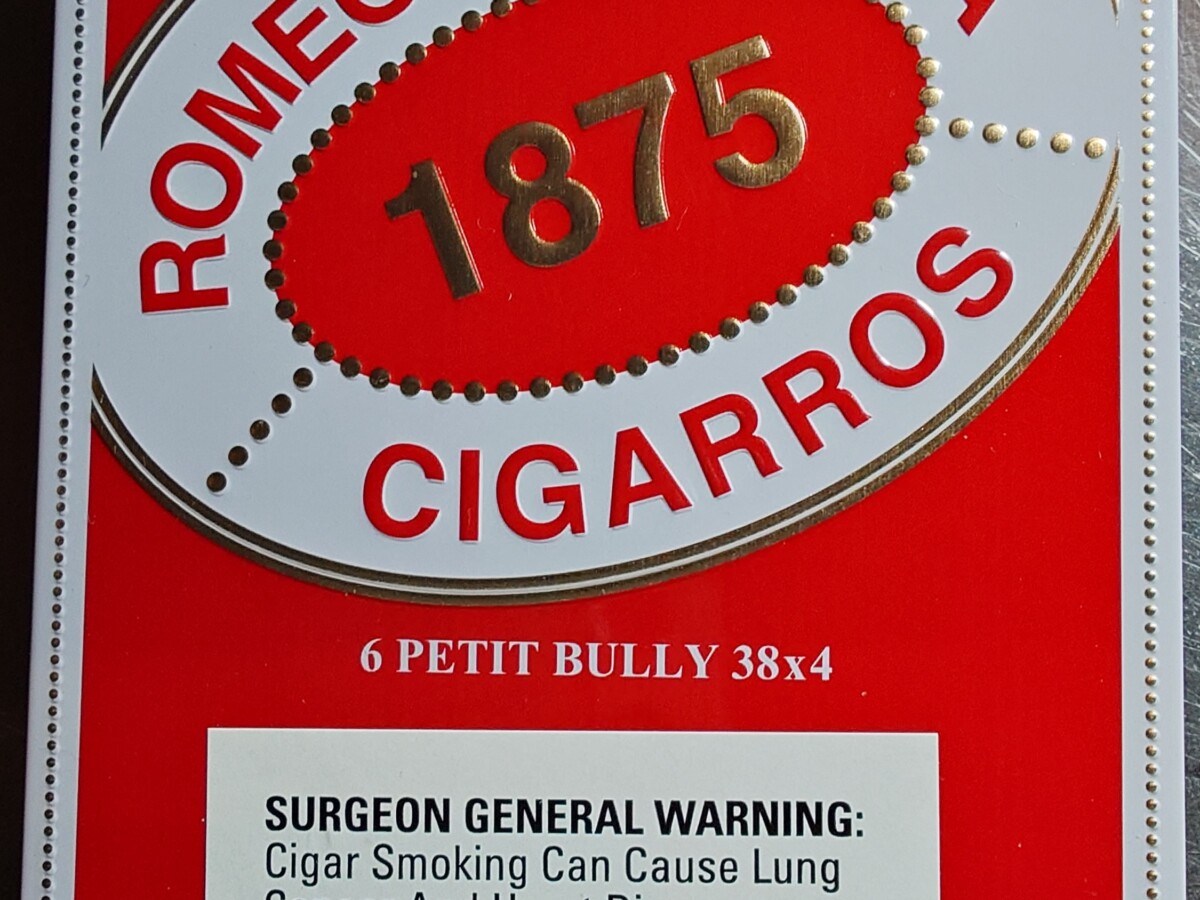 ROMEO
1875
CIGARROS
6 PETIT BULLY 38x4
SURGEON GENERAL WARNING:
Cigar Smoking Can Cause Lung